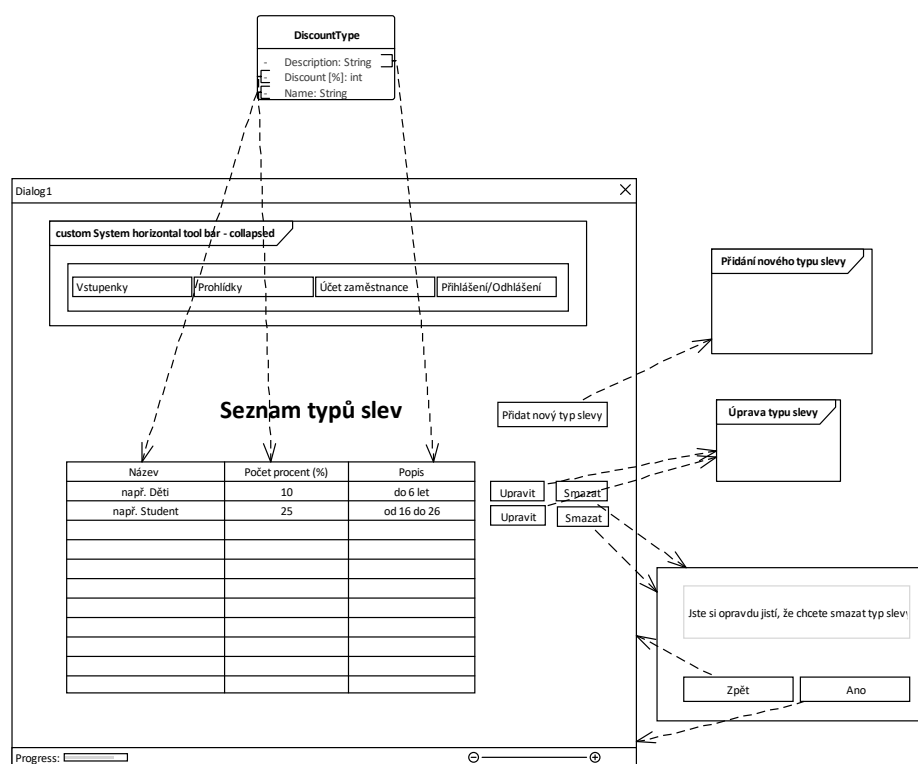 DiscountType
- Description: String
- Discount [%]: int
- Name: String
Dialog1
custom System horizontal tool bar - collapsed
Vstupenky Prohlídky Účet zaměstnance Přihlášení/Odhlášení
Přidání nového typu slevy
Seznam typů slev
Přidat nový typ slevy
Úprava typu slevy
Název Počet procent (%) Popis
např. Děti 10 do 6 let
Upravit Smazat
např. Student 25 od 16 do 26
Upravit Smazat
Jste si opravdu jistí, že chcete smazat typ slevy
Zpět Ano
Progress: